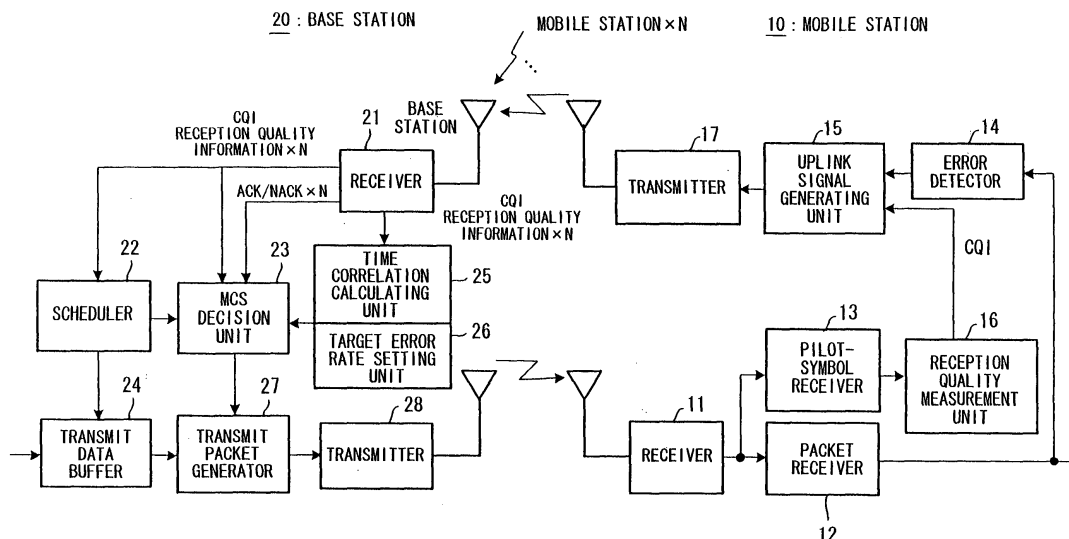 20 : BASE STATION
MOBILE STATION×N
10 : MOBILE STATION
CQI
RECEPTION QUALITY
INFORMATION×N
21
RECEIVER
BASE
STATION
ACK/NACK×N
CQI
RECEPTION QUALITY
INFORMATION×N
17
TRANSMITTER
15
UPLINK
SIGNAL
GENERATING
UNIT
14
ERROR
DETECTOR
CQI
22
SCHEDULER
23
MCS
DECISION
UNIT
25
TIME
CORRELATION
CALCULATING
UNIT
26
TARGET ERROR
RATE SETTING
UNIT
13
PILOT-
SYMBOL
RECEIVER
16
RECEPTION
QUALITY
MEASUREMENT
UNIT
24
TRANSMIT
DATA
BUFFER
27
TRANSMIT
PACKET
GENERATOR
28
TRANSMITTER
11
RECEIVER
PACKET
RECEIVER
12